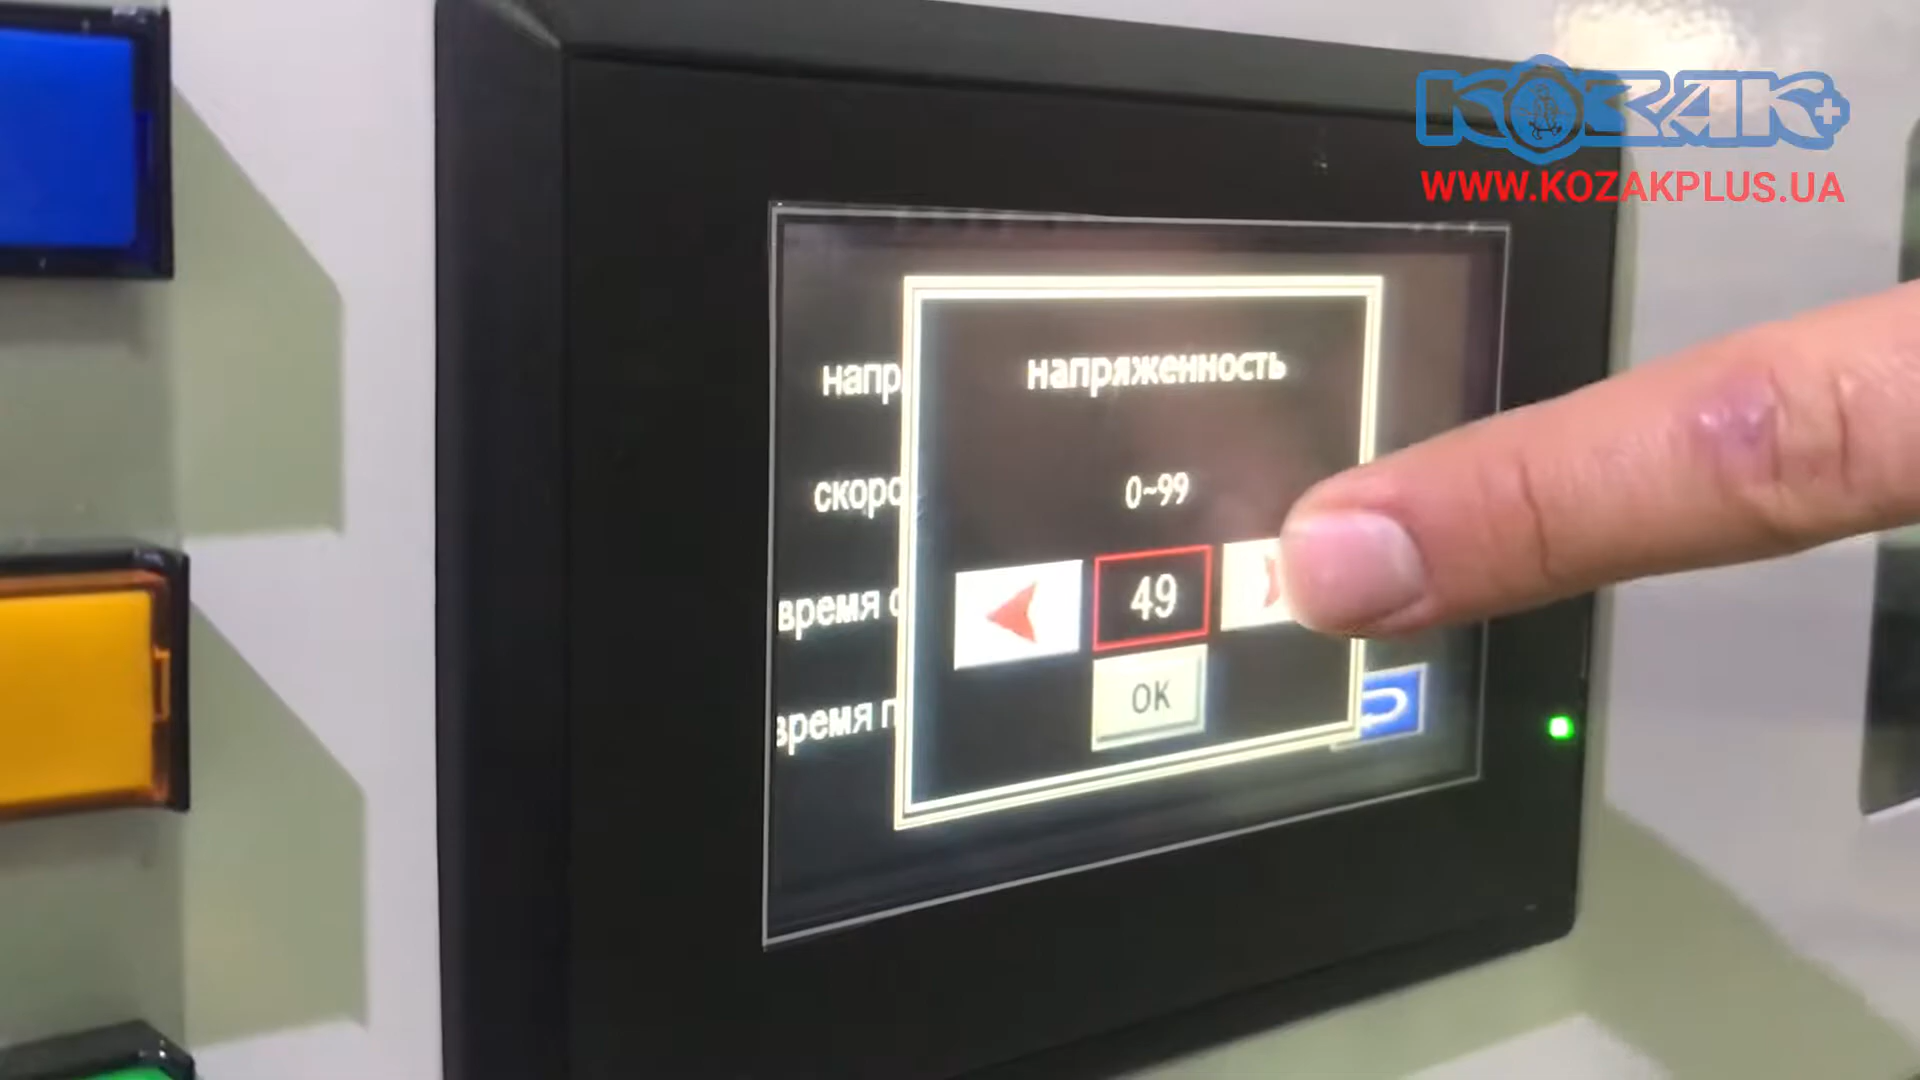 KOZAK+
WWW.KOZAKPLUS.UA
напряженность
напр
0~99
скоро
49
время
OK
время п